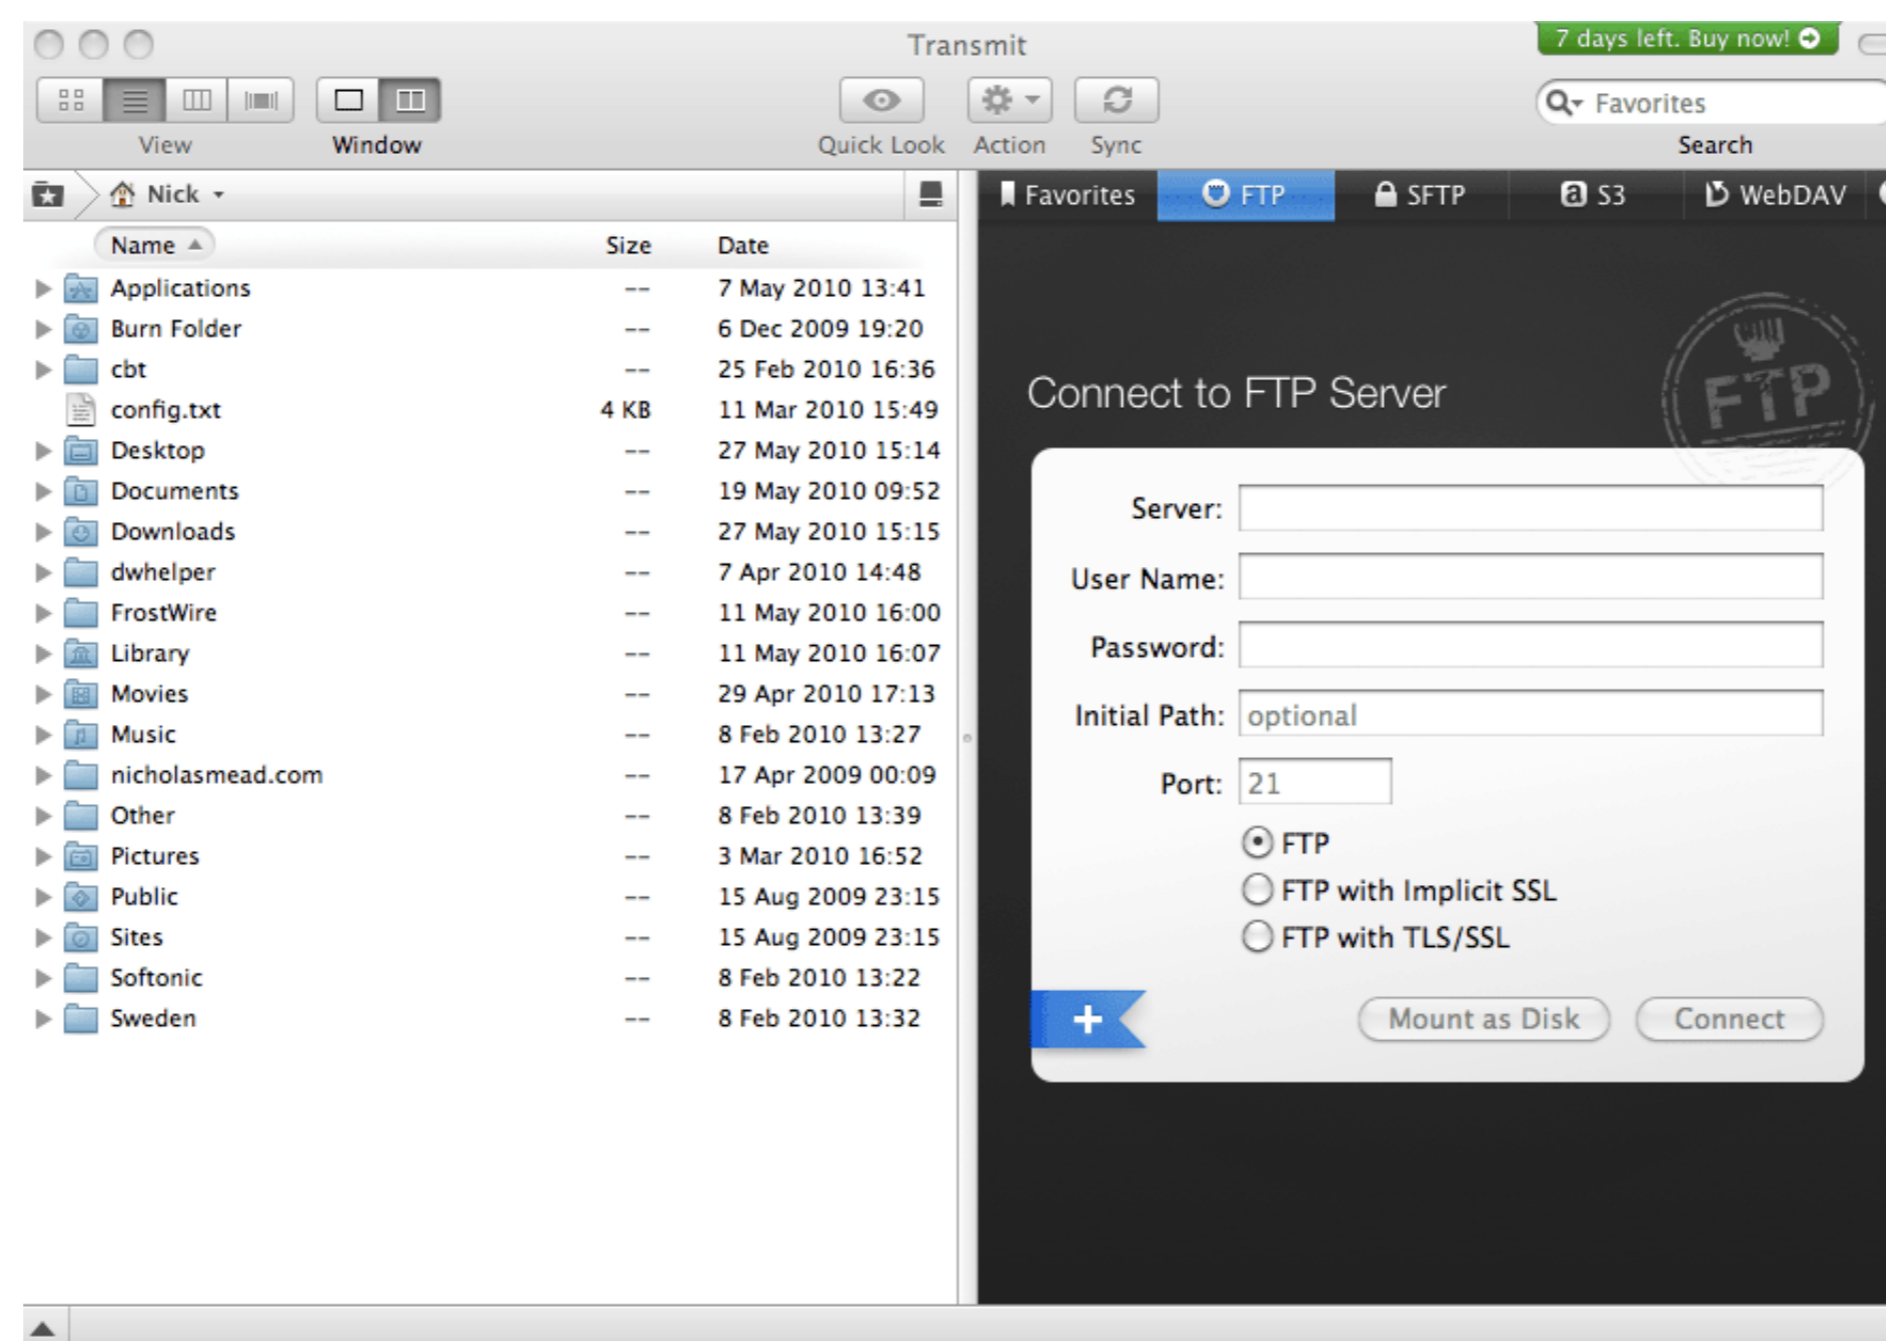 Transmit
7 days left. Buy now!
Favorites
View
Window
Quick Look
Action
Sync
Search
Nick
Favorites
FTP
SFTP
S3
WebDAV
Name
Size
Date
Applications -- 7 May 2010 13:41
Burn Folder -- 6 Dec 2009 19:20
cbt -- 25 Feb 2010 16:36
config.txt 4 KB 11 Mar 2010 15:49
Desktop -- 27 May 2010 15:14
Documents -- 19 May 2010 09:52
Downloads -- 27 May 2010 15:15
dwhelper -- 7 Apr 2010 14:48
FrostWire -- 11 May 2010 16:00
Library -- 11 May 2010 16:07
Movies -- 29 Apr 2010 17:13
Music -- 8 Feb 2010 13:27
nicholasmead.com -- 17 Apr 2009 00:09
Other -- 8 Feb 2010 13:39
Pictures -- 3 Mar 2010 16:52
Public -- 15 Aug 2009 23:15
Sites -- 15 Aug 2009 23:15
Softonic -- 8 Feb 2010 13:22
Sweden -- 8 Feb 2010 13:32
FTP
Connect to FTP Server
Server:
User Name:
Password:
Initial Path: optional
Port: 21
FTP
FTP with Implicit SSL
FTP with TLS/SSL
Mount as Disk
Connect